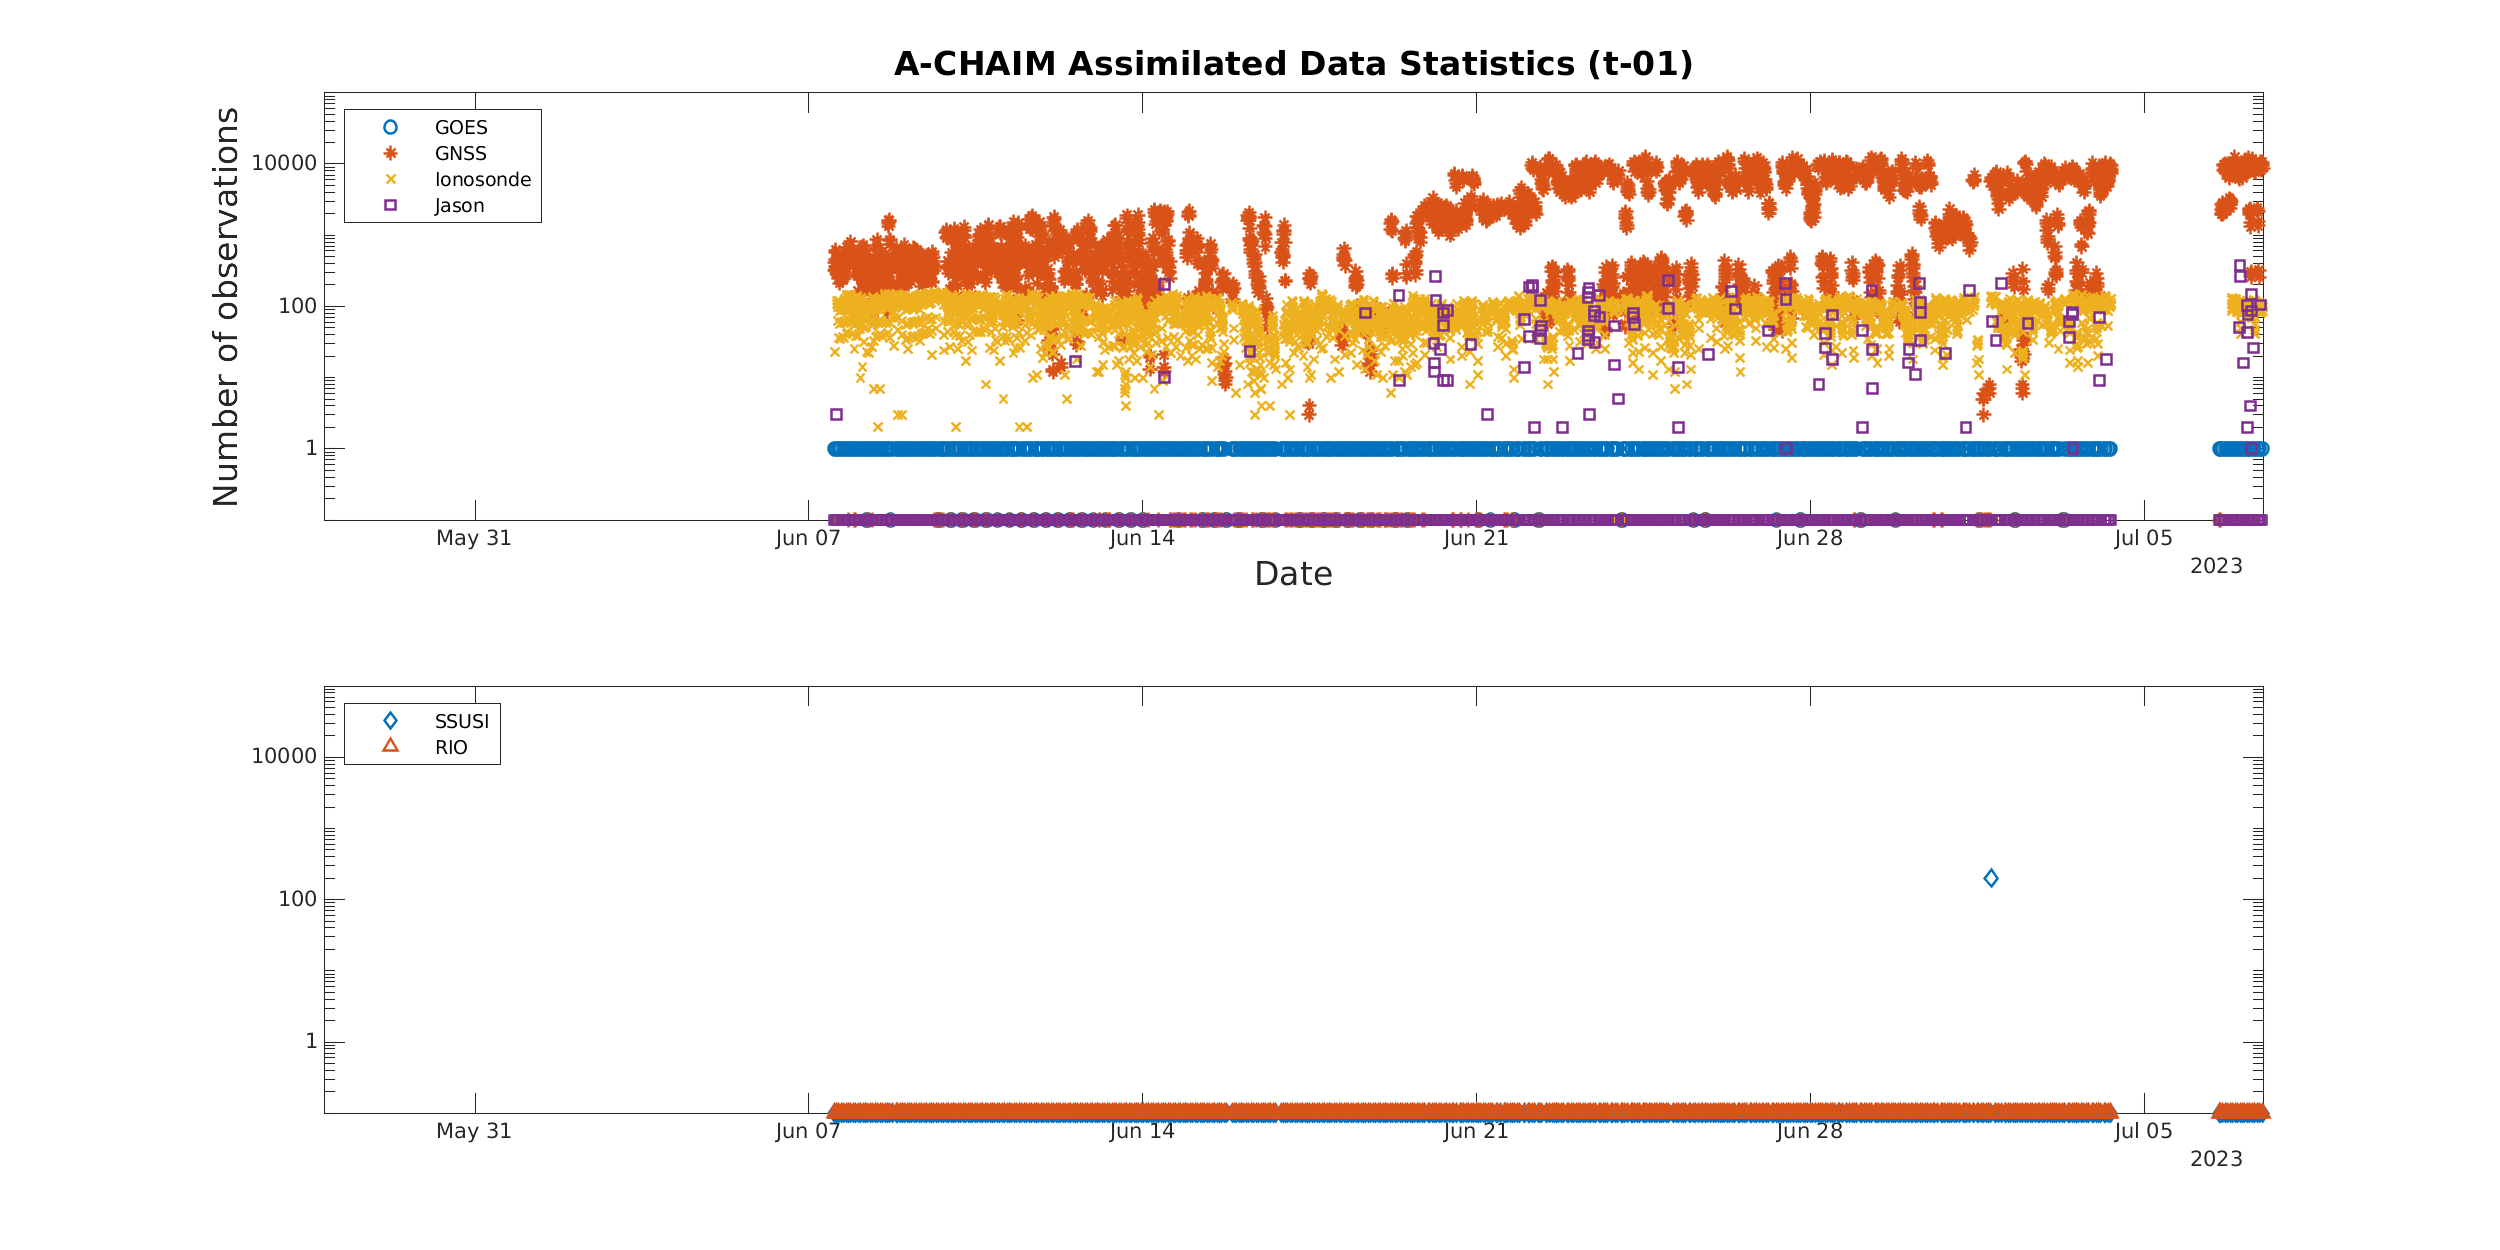 A-CHAIM Assimilated Data Statistics (t-01)
Number of observations
10000
100
1
GOES
GNSS
Ionosonde
Jason
May 31
Jun 07
Jun 14
Jun 21
Jun 28
Jul 05
2023
Date
10000
100
1
SSUSI
RIO
May 31
Jun 07
Jun 14
Jun 21
Jun 28
Jul 05
2023